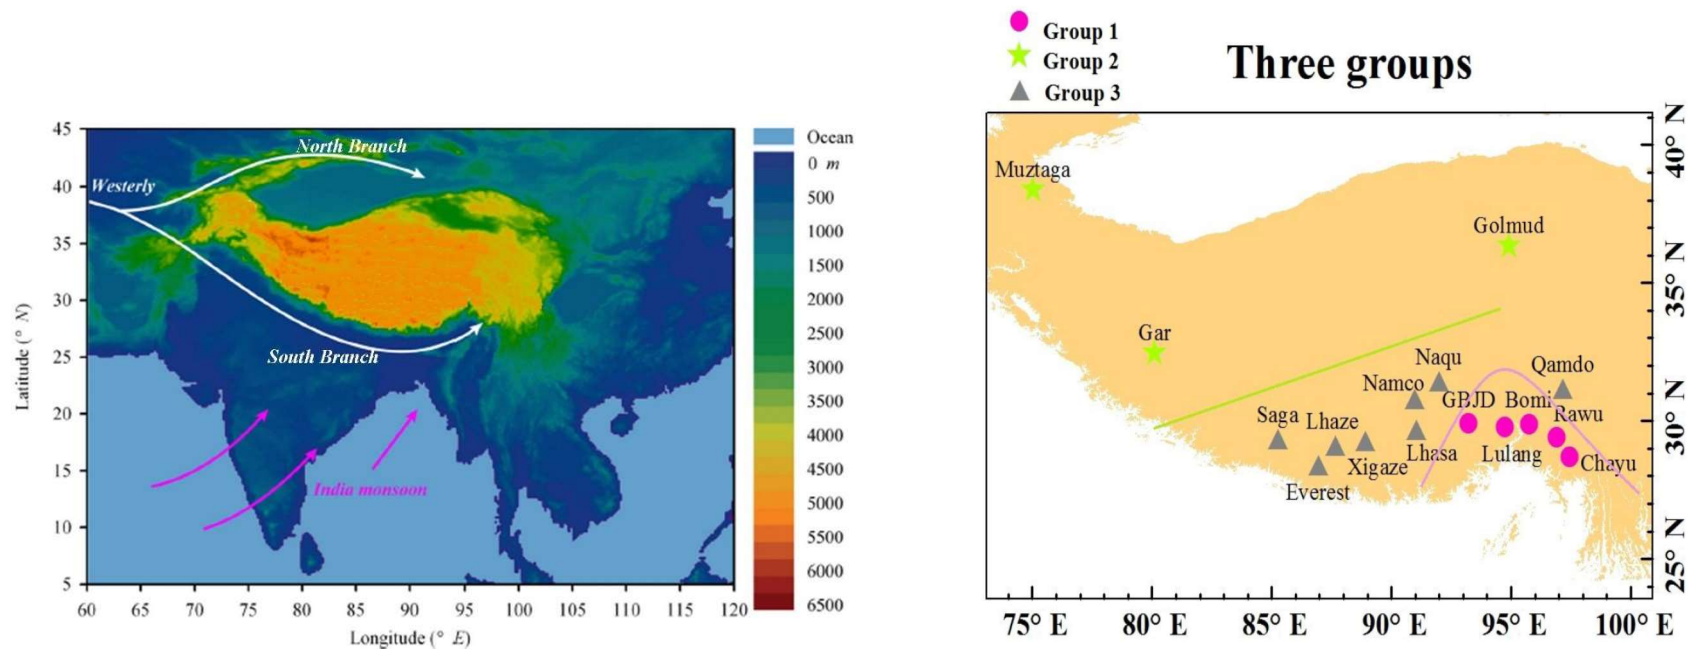 45
40
35
30
25
20
15
10
5
Latitude (° N)
60 65 70 75 80 85 90 95 100 105 110 115 120
Longitude (° E)
North Branch
Westerly
South Branch
India monsoon
Ocean
0 m
500
1000
1500
2000
2500
3000
3500
4000
4500
5000
5500
6000
6500
Group 1
Group 2
Group 3
Three groups
Muztaga
Golmud
Gar
Naqu
Qamdo
Namco
GBJD Bomi
Saga Lhaze
Rawu
Lhasa
Lulang
Xigaze
Chayu
Everest
40° N
35° N
30° N
25° N
75° E 80° E 85° E 90° E 95° E 100° E